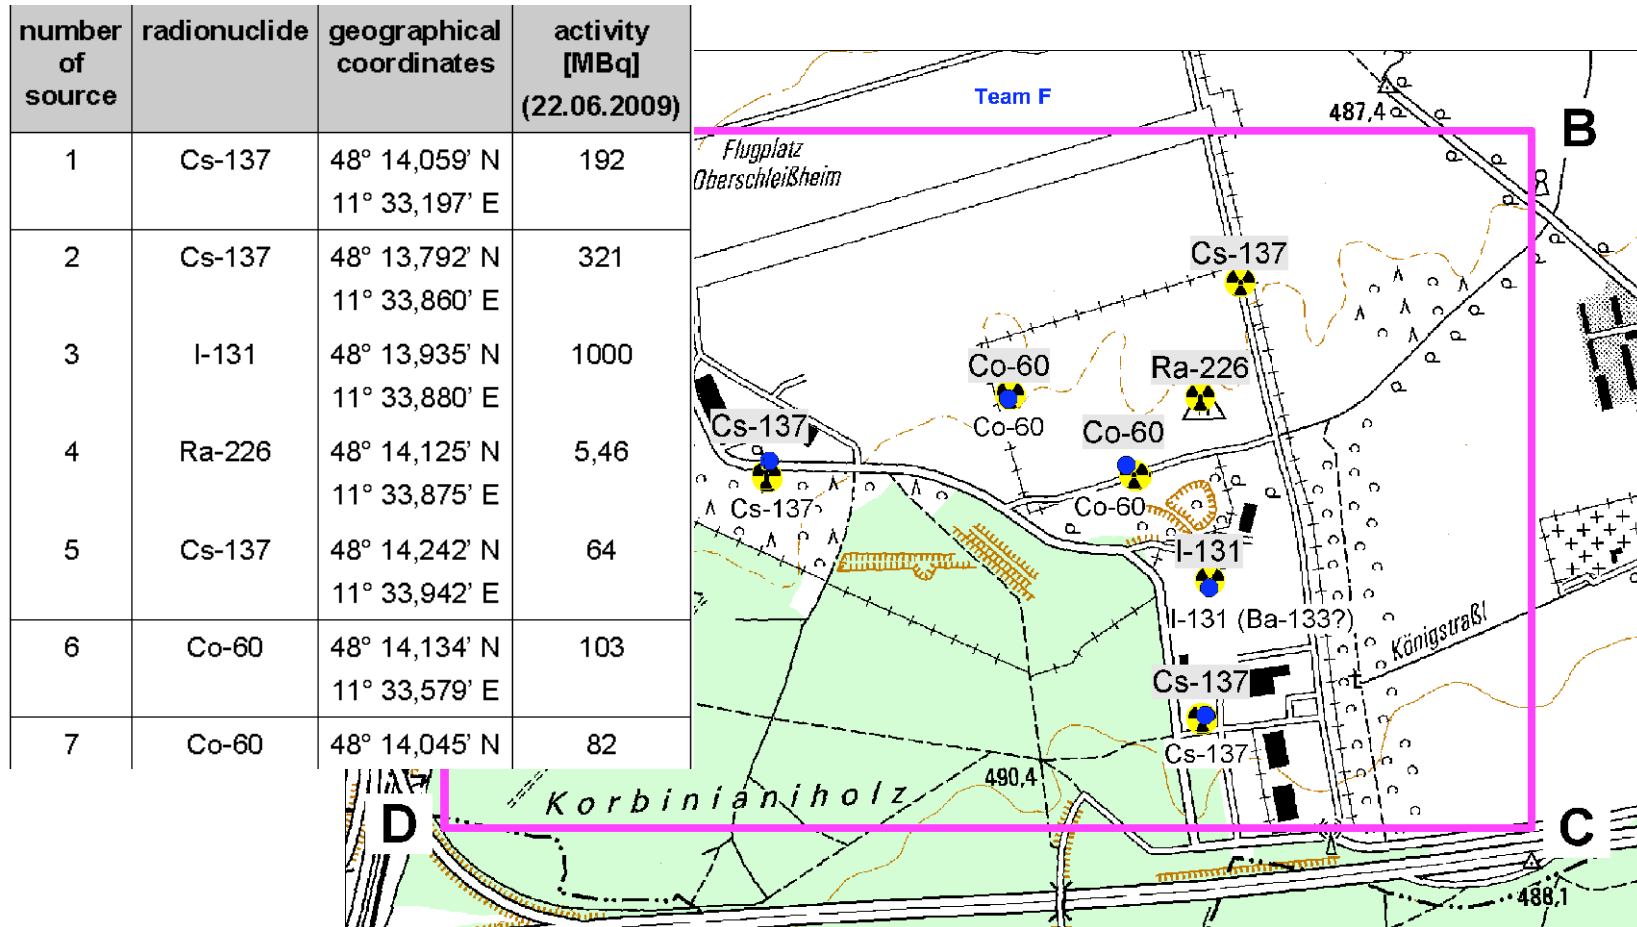 number of source radionuclide geographical coordinates activity [MBq] (22.06.2009)
1 Cs-137 48° 14,059' N 192
11° 33,197' E
2 Cs-137 48° 13,792' N 321
11° 33,860' E
3 I-131 48° 13,935' N 1000
11° 33,880' E
4 Ra-226 48° 14,125' N 5,46
11° 33,875' E
5 Cs-137 48° 14,242' N 64
11° 33,942' E
6 Co-60 48° 14,134' N 103
11° 33,579' E
7 Co-60 48° 14,045' N 82
Team F
487,4
B
Flugplatz
Oberschleißheim
Cs-137
Co-60
Ra-226
Co-60
Cs-137
Co-60
Cs-137
Co-60
I-131
I-131 (Ba-133?)
Königstraßl
Cs-137
Cs-137
490,4
Korbinianiholz
D
C
488,1